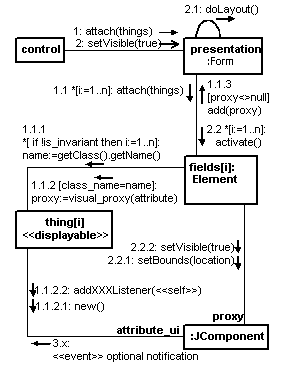 2.1: doLayout()
1: attach(things)
2: setVisible(true)
control
presentation
:Form
1.1 *[i:=1..n]: attach(things)
1.1.3
[proxy<>null]
add(proxy)
2.2 *[i:=1..n]:
activate()
1.1.1
*[ if !is_invariant then i:=1..n]:
name:=getClass().getName()
fields[i]:
Element
1.1.2 [class_name=name]:
proxy:=visual_proxy(attribute)
thing[i]
<<displayable>>
2.2.2: setVisible(true)
2.2.1: setBounds(location)
1.1.2.2: addXXXListener(<<self>>)
1.1.2.1: new()
proxy
attribute_ui
:JComponent
3.x:
<<event>> optional notification